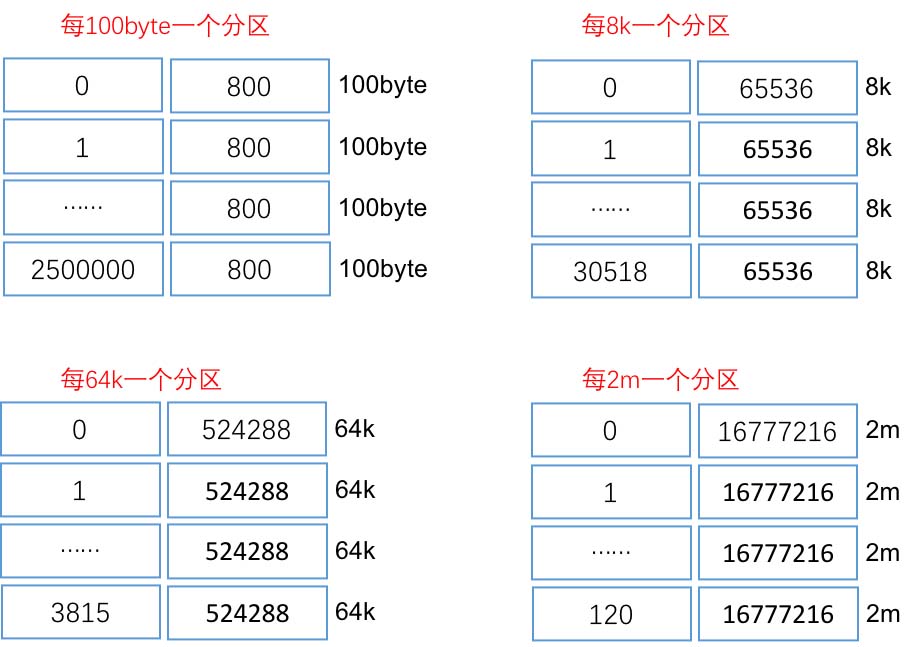 每100byte一个分区
0 800 100byte
1 800 100byte
...... 800 100byte
2500000 800 100byte
每8k一个分区
0 65536 8k
1 65536 8k
...... 65536 8k
30518 65536 8k
每64k一个分区
0 524288 64k
1 524288 64k
...... 524288 64k
3815 524288 64k
每2m一个分区
0 16777216 2m
1 16777216 2m
...... 16777216 2m
120 16777216 2m